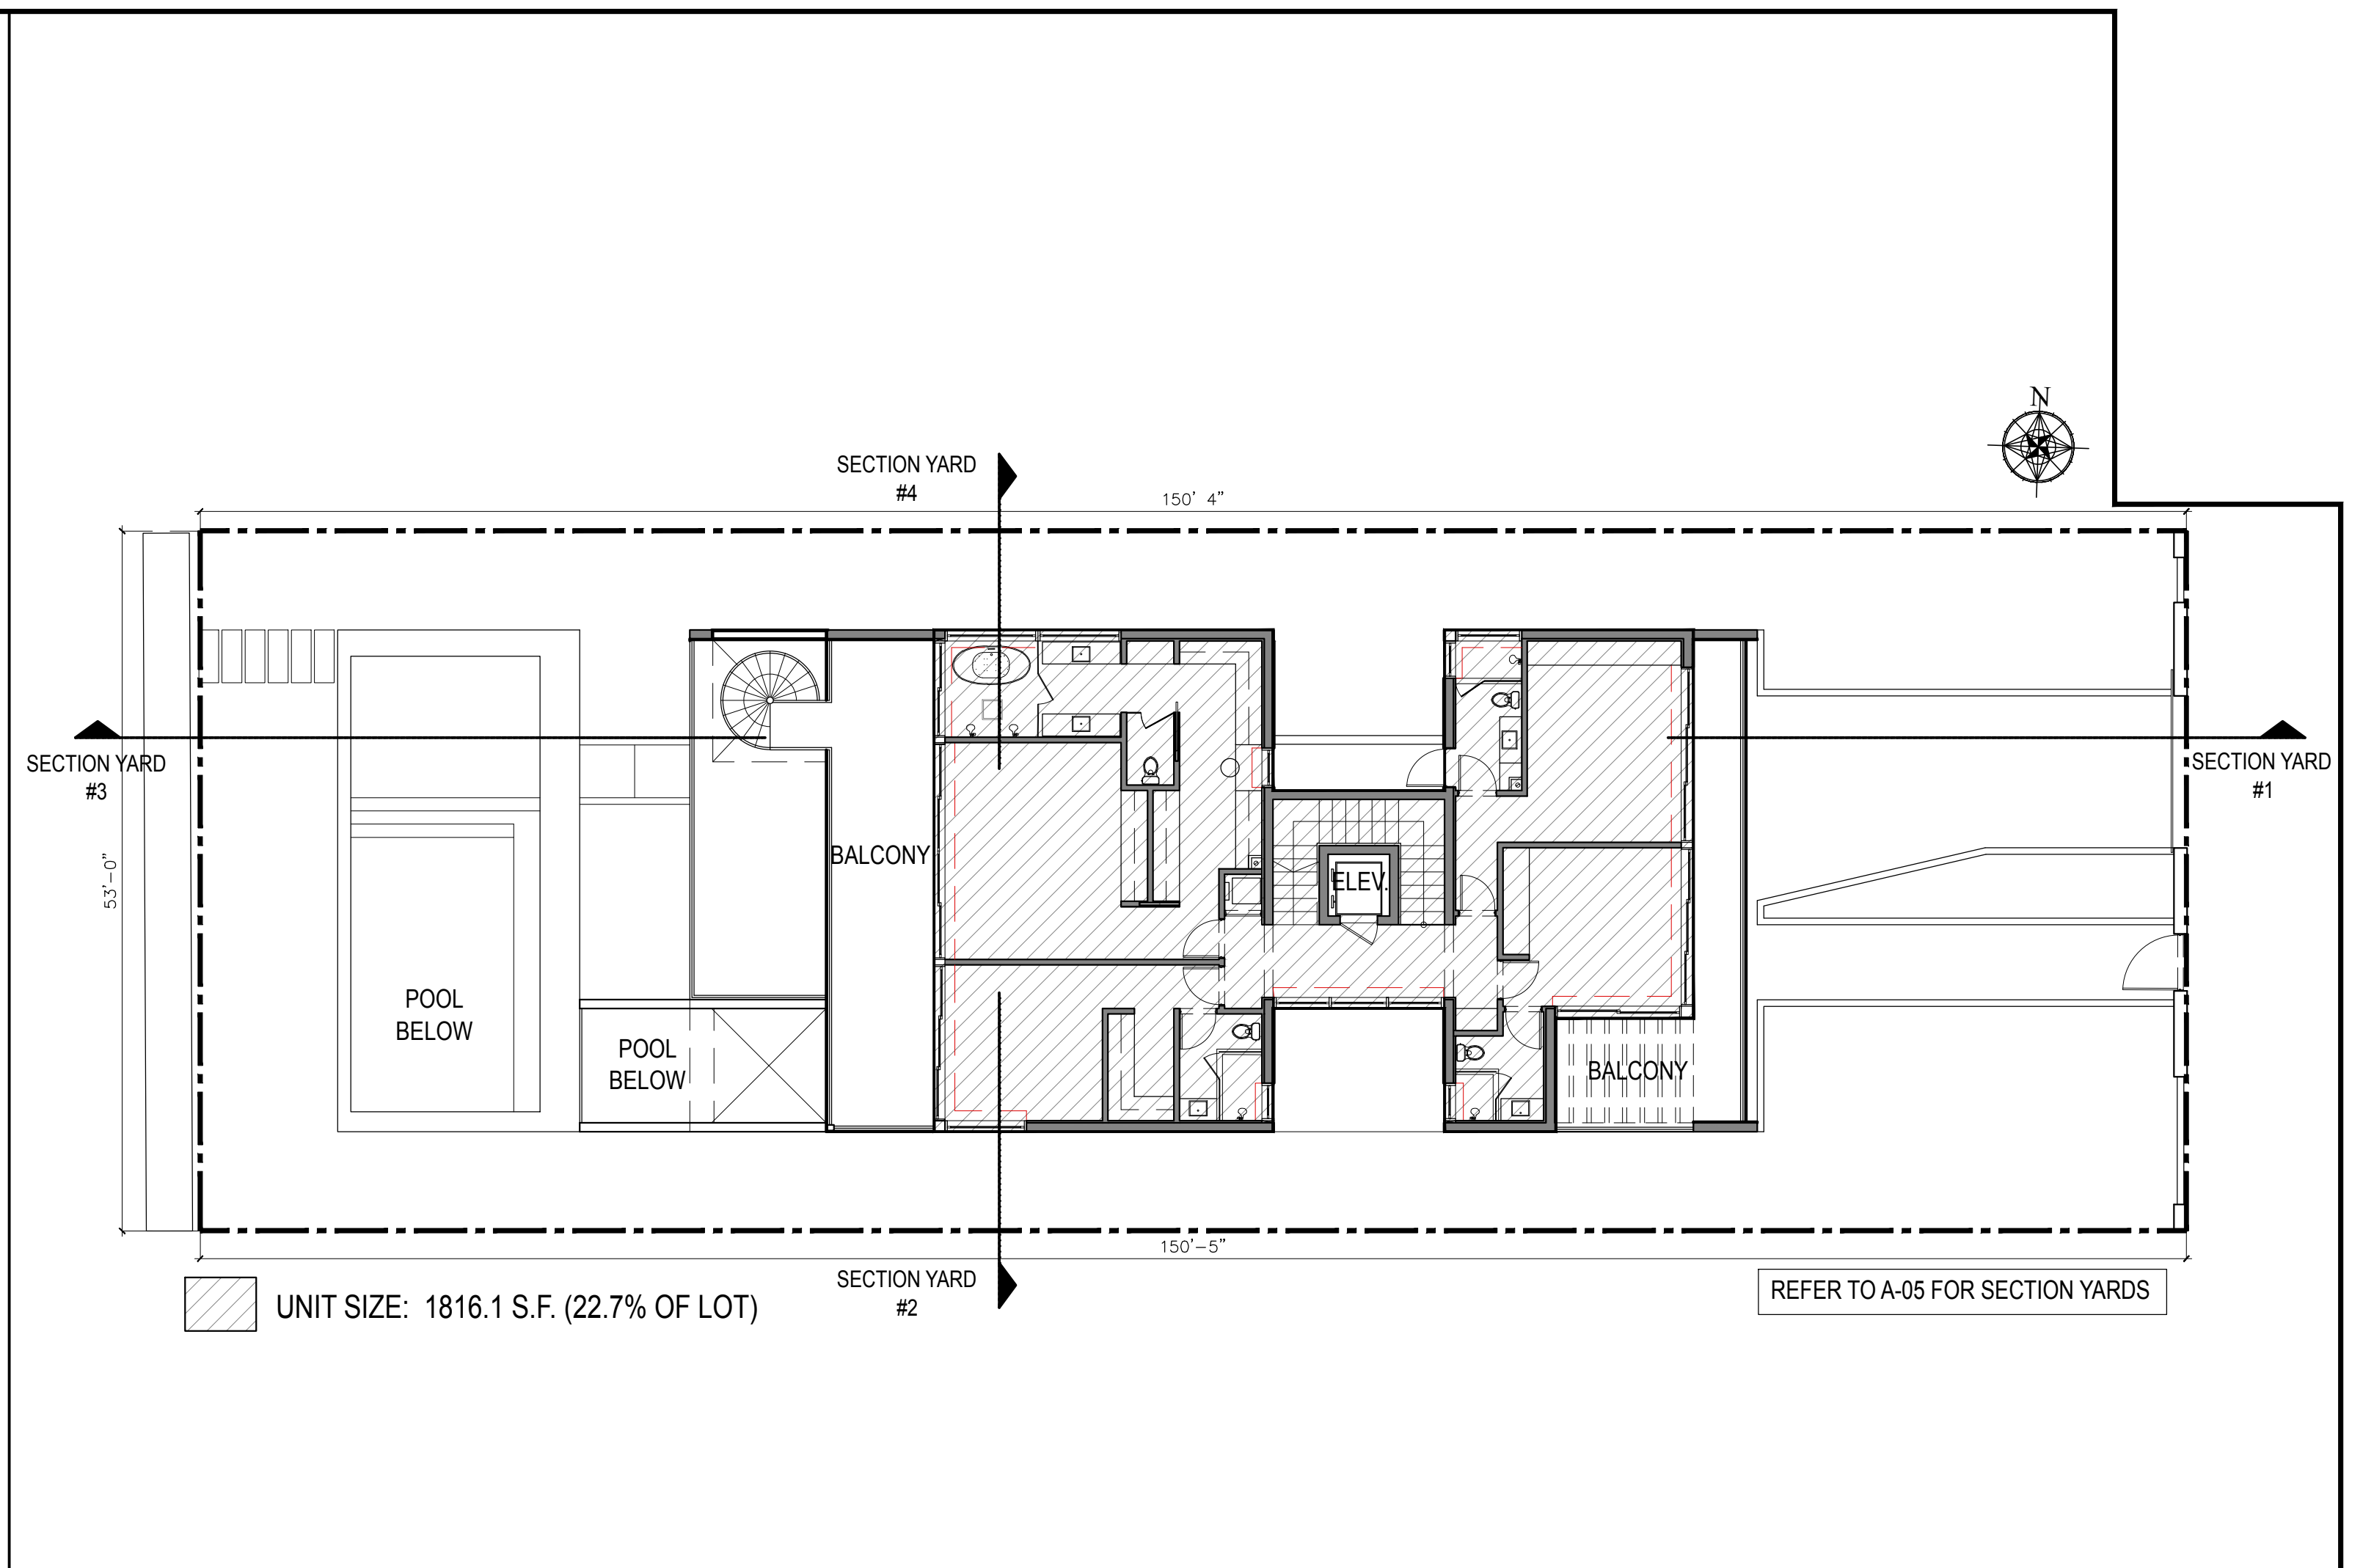 N
SECTION YARD
#4
150' 4"
SECTION YARD
#3
SECTION YARD
#1
53'-0"
BALCONY
ELEV.
POOL
BELOW
POOL
BELOW
BALCONY
150'-5"
SECTION YARD
#2
UNIT SIZE: 1816.1 S.F. (22.7% OF LOT)
REFER TO A-05 FOR SECTION YARDS